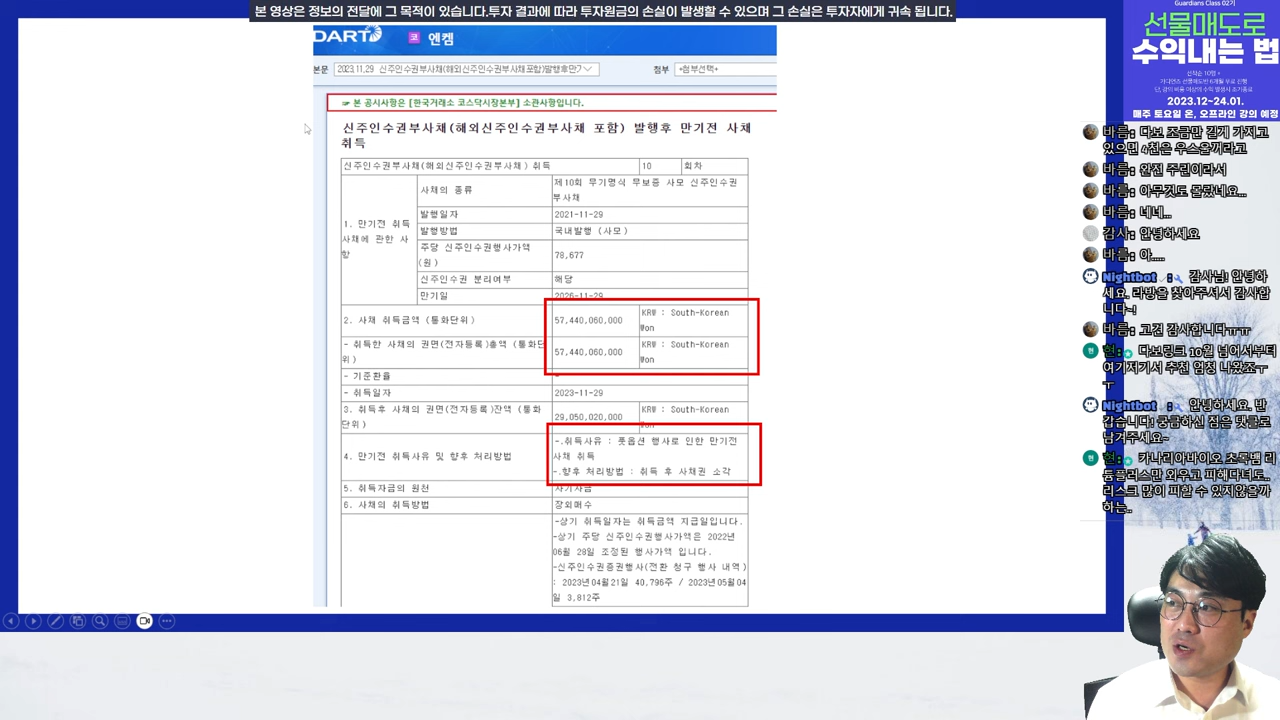 본 영상은 정보의 전달에 그 목적이 있습니다.투자 결과에 따라 투자원금의 손실이 발생할 수 있으며 그 손실은 투자자에게 귀속 됩니다.
DART
코 엔켐
본문
2023.11.29 신주인수권부사채(해외신주인수권부사채포함)발행후만기
첨부
+첨부선택+
☞ 본 공시사항은 [한국거래소 코스닥시장본부] 소관사항입니다.
신주인수권부사채(해외신주인수권부사채 포함) 발행후 만기전 사채
취득
신주인수권부사채(해외신주인수권부사채) 취득
10
회차
1. 만기전 취득
사채에 관한 사
항
사채의 종류
제10회 무기명식 무보증 사모 신주인수권
부사채
발행일자
2021-11-29
발행방법
국내발행 (사모)
주당 신주인수권행사가액
(원)
78,677
신주인수권 분리여부
해당
만기일
2026-11-29
2. 사채 취득금액 (통화단위)
57,440,060,000
KRW : South-Korean
Won
- 취득한 사채의 권면(전자등록)총액 (통화단
위)
57,440,060,000
KRW : South-Korean
Won
- 기준환율
-
- 취득일자
2023-11-29
3. 취득후 사채의 권면(전자등록)잔액 (통화
단위)
29,050,020,000
KRW : South-Korean
Won
4. 만기전 취득사유 및 향후 처리방법
-.취득사유 : 풋옵션 행사로 인한 만기전
사채 취득
-.향후 처리방법 : 취득 후 사채권 소각
5. 취득자금의 원천
자기자금
6. 사채의 취득방법
장외매수
-상기 취득일자는 취득금액 지급일입니다.
-상기 주당 신주인수권행사가액은 2022년
06월 28일 조정된 행사가액 입니다.
-신주인수권증권행사(전환 청구 행사 내역)
: 2023년04월21일 40,796주 / 2023년05월04
일 3,812주
Guardians Class 02기
선물매도로
수익내는 법
선착순 10명 +
2023.12~24.01.
매주 토요일 온, 오프라인 강의 예정
바름: 다보 조금만 길게 가지고
있으면 4천은 우스울까라고
바름: 완전 주린이라서
바름: 아무것도 몰랐네요...
바름: 네네...
감사: 안녕하세요
바름: 아.....
Nightbot : 감사님! 안녕하
세요. 라방을 찾아주셔서 감사합
니다~!
바름: 고건 감사합니다ㅠㅠ
현 현: 다보링크 10월 넘어서부터
여기저기서 추천 엄청 나왔죠ㅜ
ㅜ
Nightbot : 안녕하세요. 반
갑습니다! 궁금하신 점은 댓글로
남겨주세요~
현 현: 카나리아바이오 초록뱀 리
튬플러스만 외우고 피해다녀도..
리스크 많이 피할 수 있지않을까
하는..